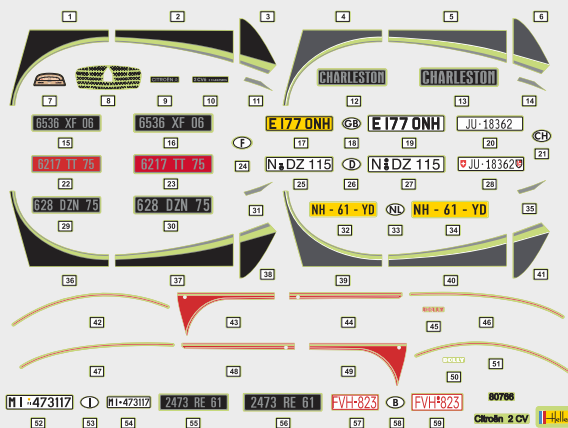 1 2 3 4 5 6
CHARLESTON CHARLESTON
7 8 9 10 11 12 13 14
6536 XF 06 6536 XF 06 E177 ONH GB E177 ONH JU·18362
15 16 F 17 18 19 20 CH
6217 TT 75 6217 TT 75 24 N DZ 115 D N DZ 115 JU·18362 21
22 23 25 26 27 28
628 DZN 75 628 DZN 75 31 NH - 61 - YD NL NH - 61 - YD 35
29 30 32 33 34
36 37 38 39 40 41
42 43 44 45 46
47 48 49 50 51
M I 473117 I M I 473117 2473 RE 61 2473 RE 61 FVH·823 B FVH·823 80766
52 53 54 55 56 57 58 59 Citroën 2 CV Heller